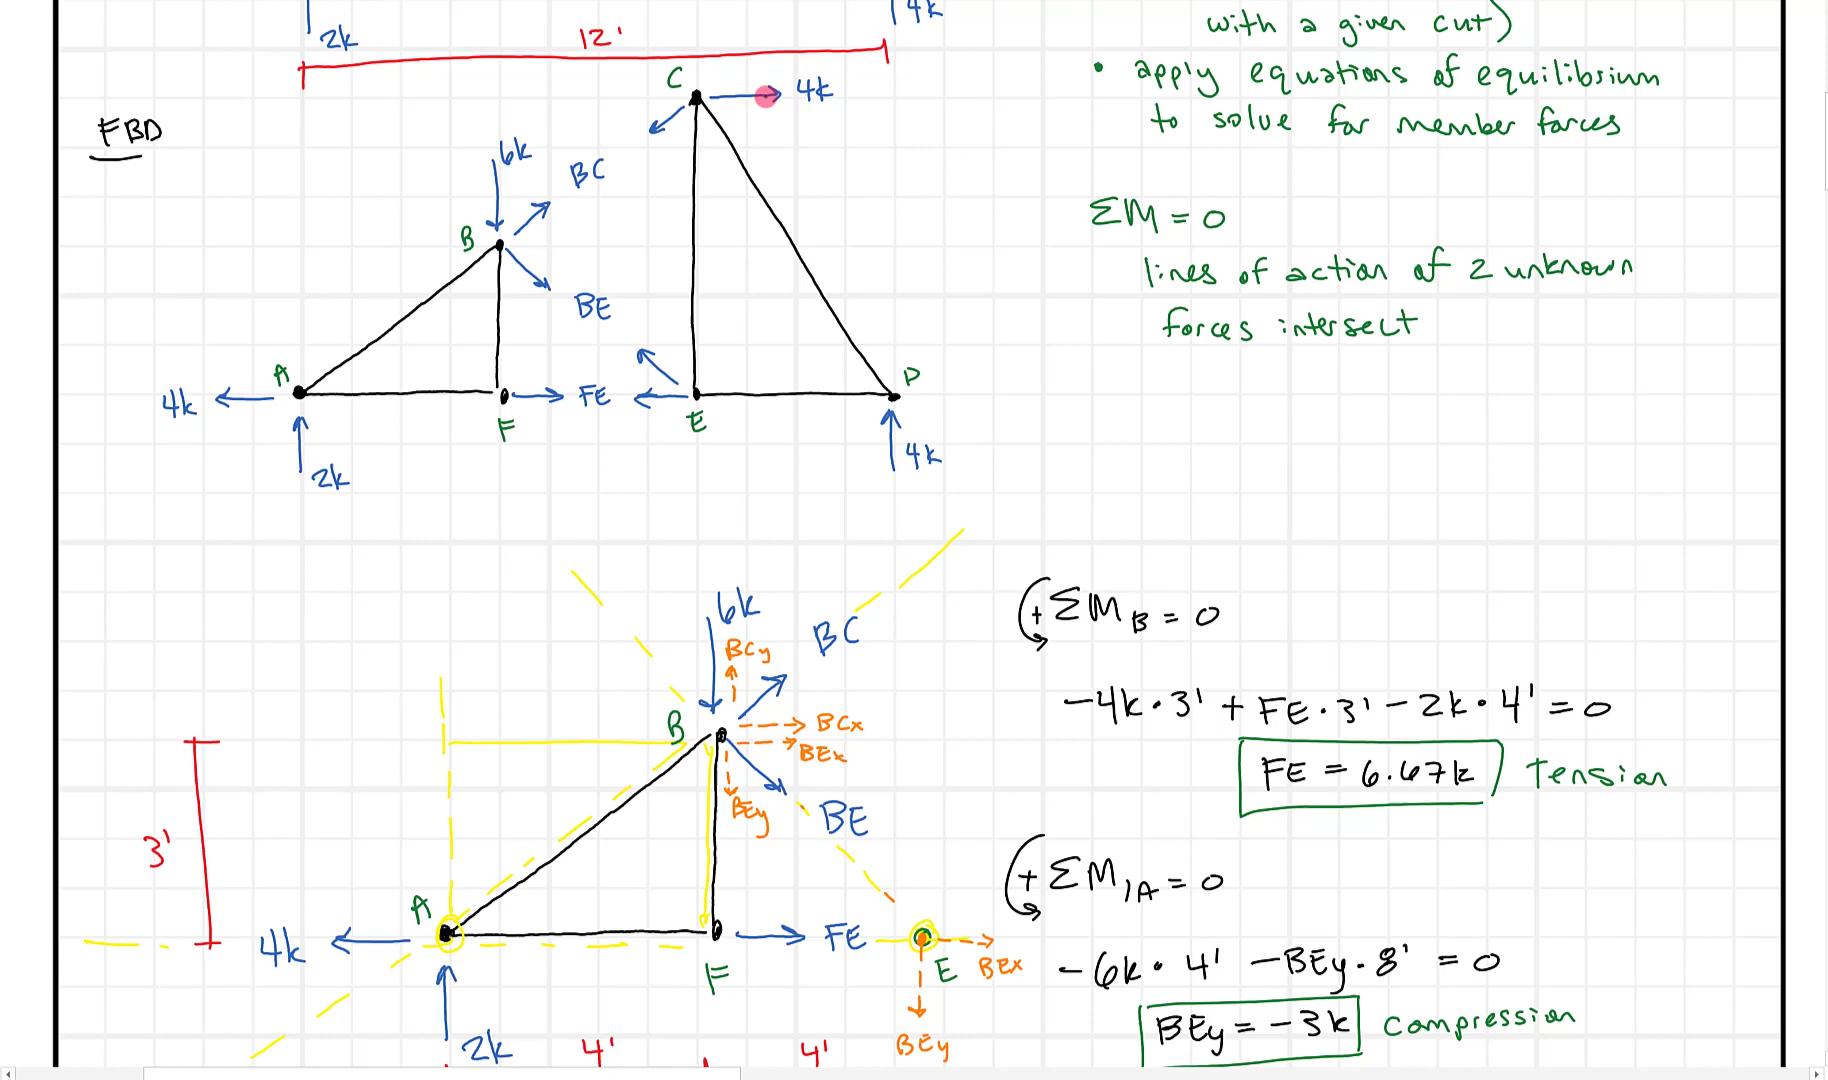 2k
4k
with a given cut)
12'
• apply equations of equilibrium
to solve for member forces
C
4k
FBD
6k
BC
B
ΣM = 0
lines of action of 2 unknown
forces intersect
BE
A
D
4k
FE
F
E
2k
4k
6k
BC
BCy
B
BCx
BEx
BEy
BE
3'
A
4k
FE
F
E
BEx
2k
4'
4'
BEy
+ ΣM B = 0
-4k · 3' + FE · 3' - 2k · 4' = 0
FE = 6.67k Tension
+ ΣM /A = 0
-6k · 4' - BEy · 8' = 0
BEy = -3k Compression